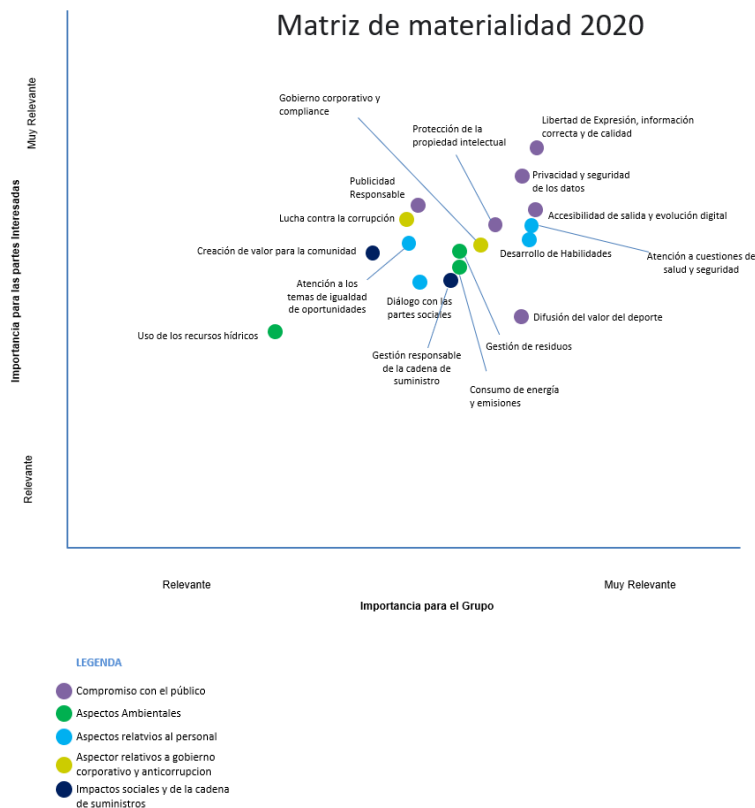 Matriz de materialidad 2020
Muy Relevante
Importancia para las partes Interesadas
Relevante
Gobierno corporativo y
compliance
Protección de la
propiedad intelectual
Libertad de Expresión, información
correcta y de calidad
Publicidad
Responsable
Privacidad y seguridad
de los datos
Lucha contra la corrupción
Accesibilidad de salida y evolución digital
Creación de valor para la comunidad
Desarrollo de Habilidades
Atención a cuestiones de
salud y seguridad
Atención a los
temas de igualdad
de oportunidades
Diálogo con las
partes sociales
Difusión del valor del deporte
Uso de los recursos hídricos
Gestión de residuos
Gestión responsable
de la cadena de
suministro
Consumo de energía
y emisiones
Relevante
Muy Relevante
Importancia para el Grupo
LEGENDA
Compromiso con el público
Aspectos Ambientales
Aspectos relatvios al personal
Aspector relativos a gobierno
corporativo y anticorrupcion
Impactos sociales y de la cadena
de suministros